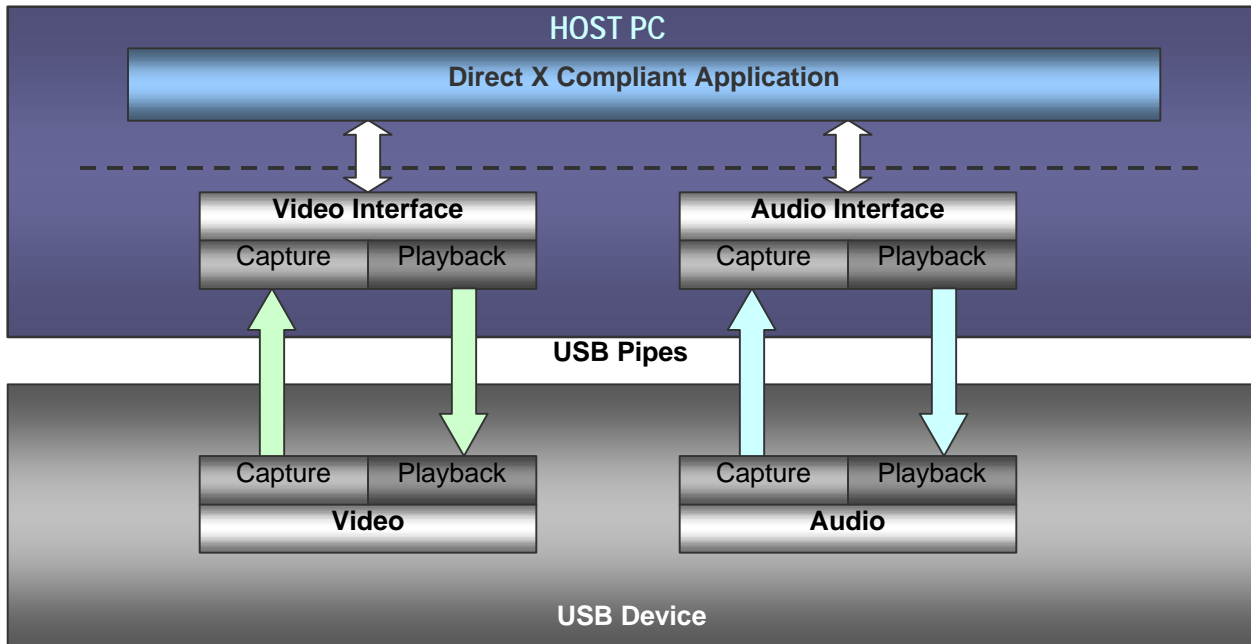 HOST PC
Direct X Compliant Application
Video Interface
Audio Interface
Capture
Playback
Capture
Playback
USB Pipes
Capture
Playback
Capture
Playback
Video
Audio
USB Device